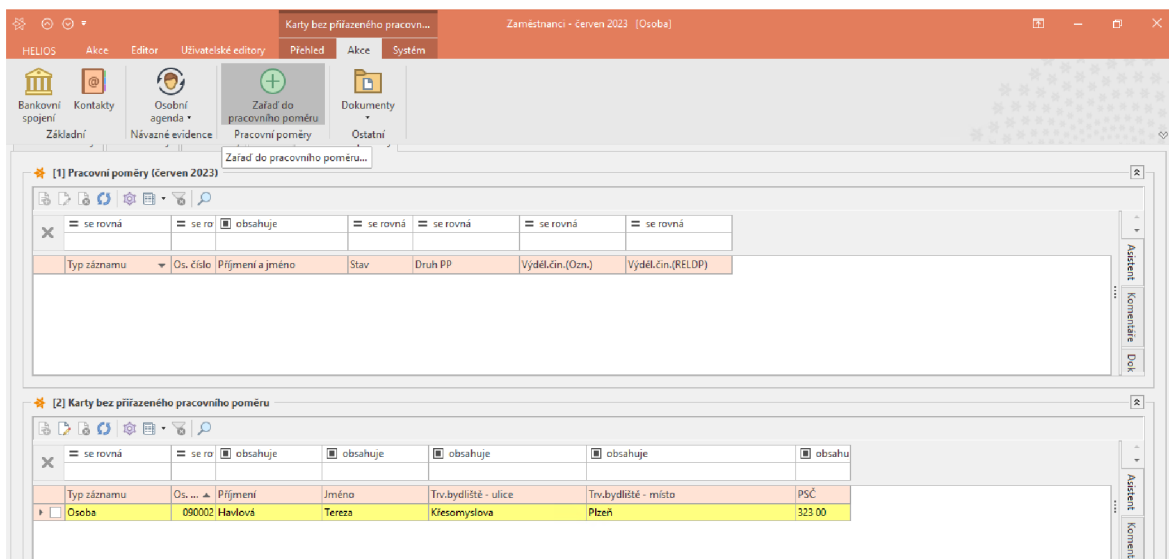 Karty bez přiřazeného pracovn...
Zaměstnanci - červen 2023 [Osoba]
HELIOS Akce Editor Uživatelské editory Přehled Akce Systém
Bankovní spojení
Kontakty
Osobní agenda
Zařaď do pracovního poměru
Dokumenty
Základní Návazné evidence Pracovní poměry Ostatní
Zařaď do pracovního poměru...
[1] Pracovní poměry (červen 2023)
se rovná se ro obsahuje se rovná se rovná se rovná se rovná
Typ záznamu Os. číslo Příjmení a jméno Stav Druh PP Výděl.čin.(Ozn.) Výděl.čin.(RELDP)
Asistent
Komentáře
Dok
[2] Karty bez přiřazeného pracovního poměru
se rovná se ro obsahuje obsahuje obsahuje obsahuje obsahu
Typ záznamu Os. ... Příjmení Jméno Trv.bydliště - ulice Trv.bydliště - místo PSČ
Osoba 090002 Havlová Tereza Křesomyslova Plzeň 323 00
Asistent
Koment